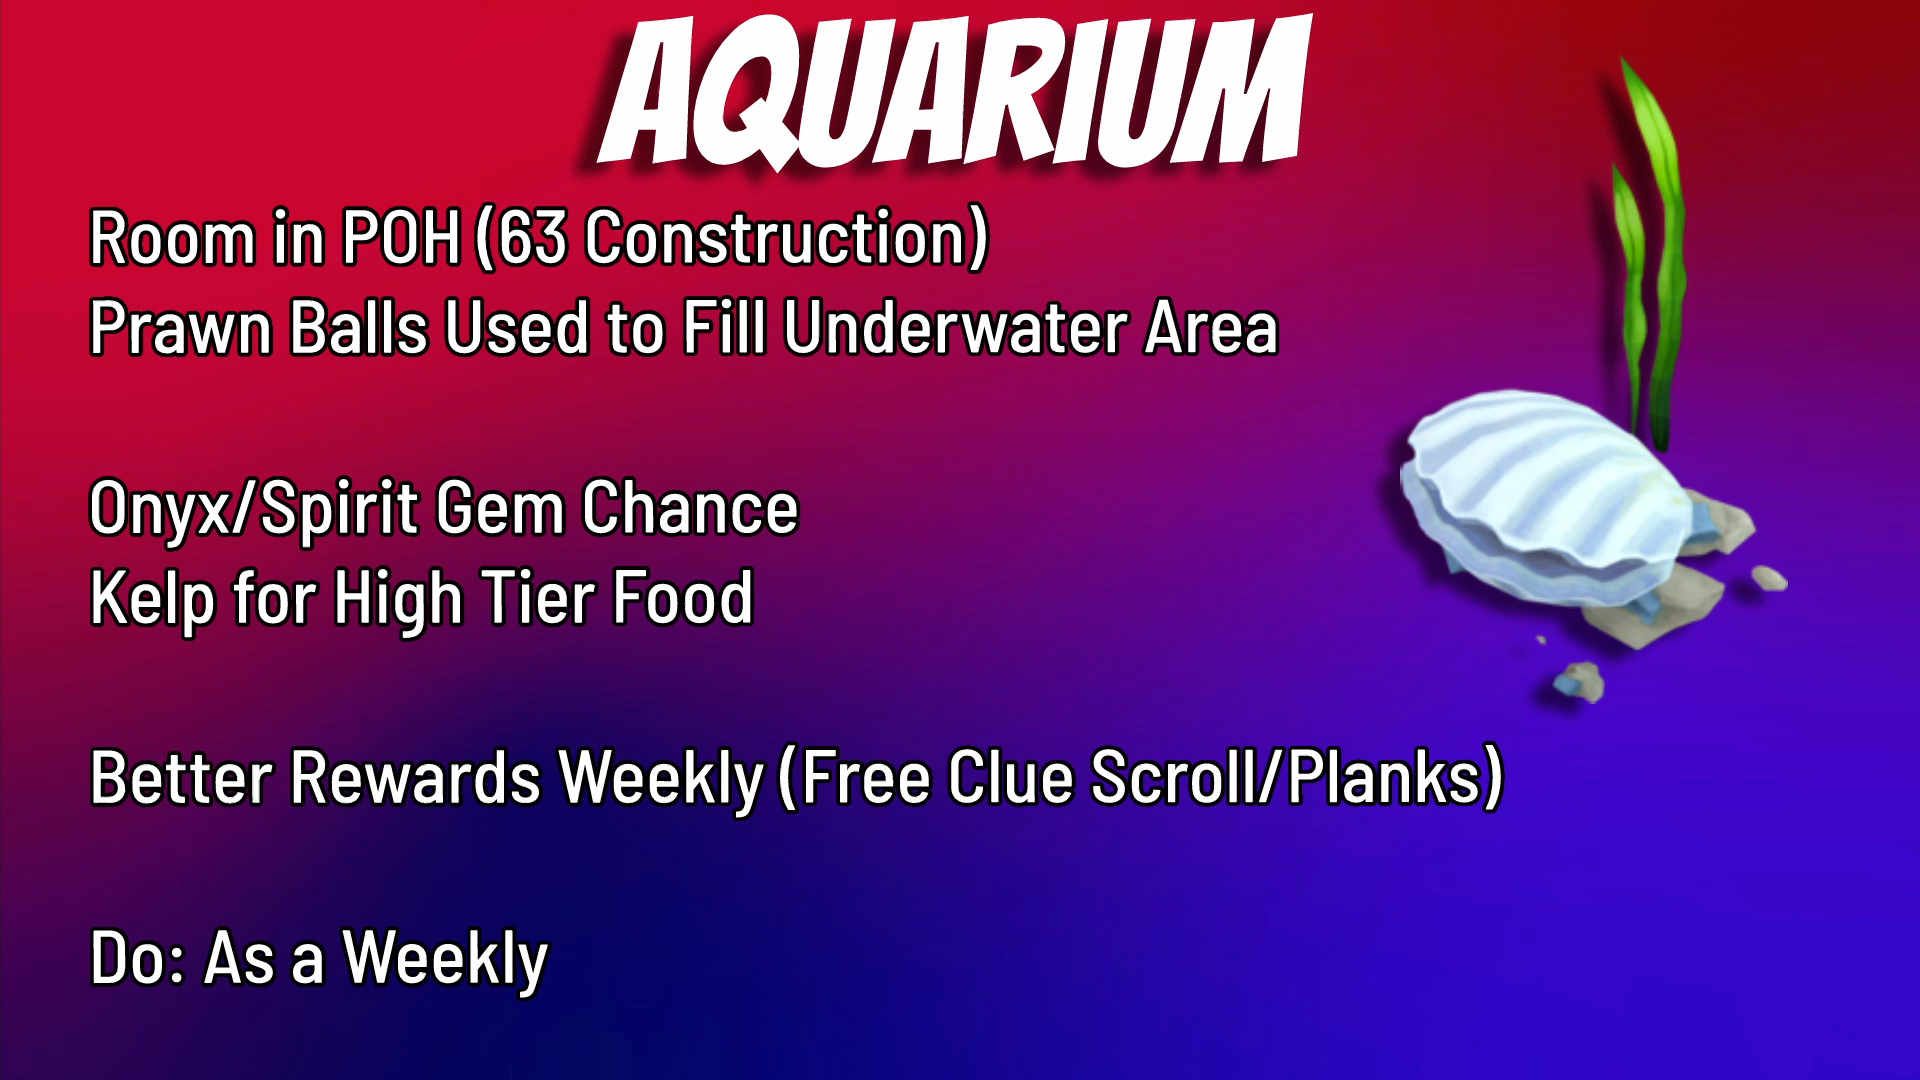 AQUARIUM
Room in POH (63 Construction)
Prawn Balls Used to Fill Underwater Area
Onyx/Spirit Gem Chance
Kelp for High Tier Food
Better Rewards Weekly (Free Clue Scroll/Planks)
Do: As a Weekly